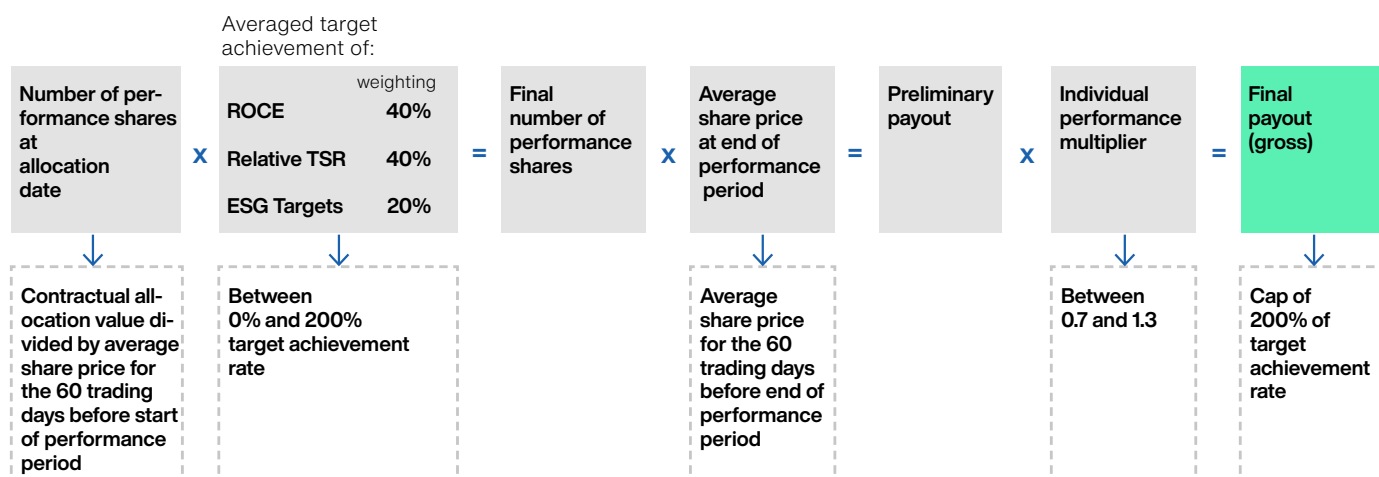 Averaged target
achievement of:
Number of per-
formance shares
at
allocation
date
x
weighting
ROCE 40%
Relative TSR 40%
ESG Targets 20%
=
Final
number of
performance
shares
x
Average
share price
at end of
performance
period
=
Preliminary
payout
x
Individual
performance
multiplier
=
Final
payout
(gross)
Contractual all-
ocation value di-
vided by average
share price for
the 60 trading
days before start
of performance
period
Between
0% and 200%
target achievement
rate
Average
share price
for the 60
trading days
before end of
performance
period
Between
0.7 and 1.3
Cap of
200% of
target
achievement
rate